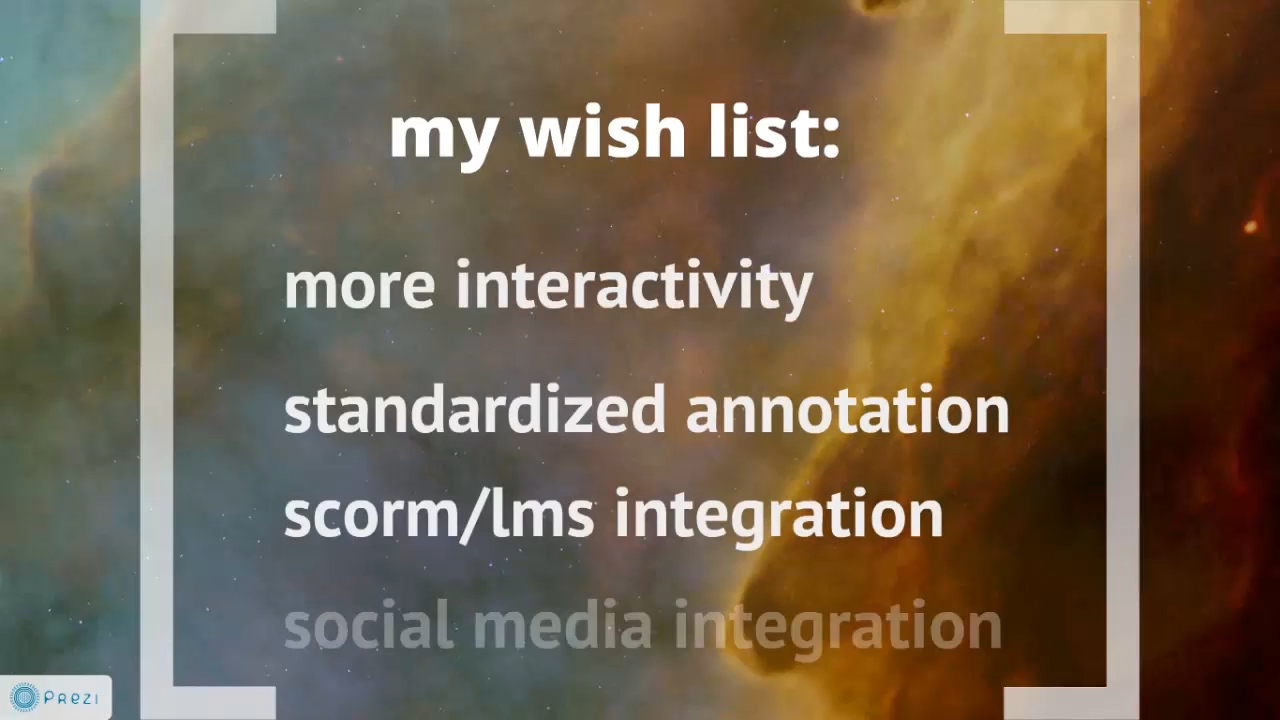 my wish list:
more interactivity
standardized annotation
scorm/lms integration
social media integration
Prezi